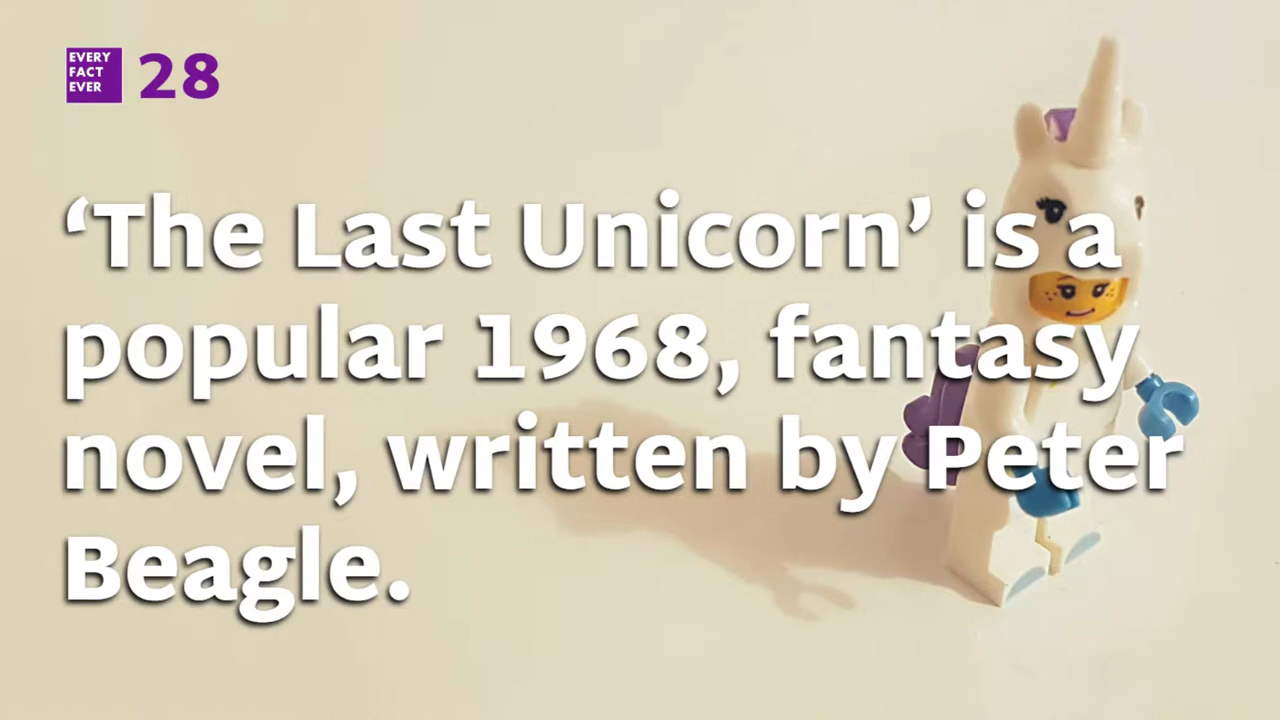 EVERY
FACT
EVER
28
‘The Last Unicorn’ is a
popular 1968, fantasy
novel, written by Peter
Beagle.